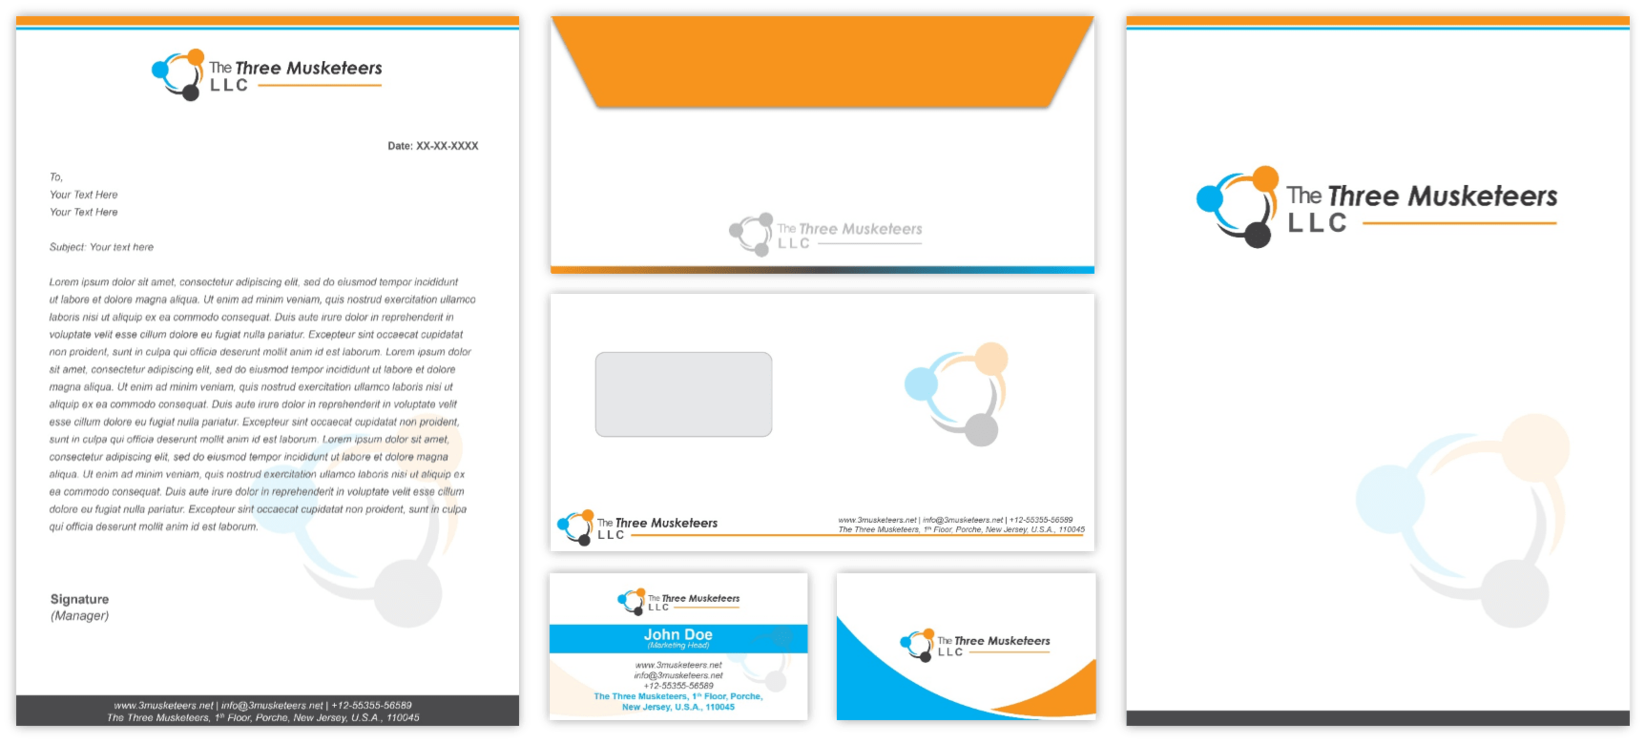 The Three Musketeers
LLC
Date: XX-XX-XXXX
To,
Your Text Here
Your Text Here
Subject: Your text here
Lorem ipsum dolor sit amet, consectetur adipiscing elit, sed do eiusmod tempor incididunt
ut labore et dolore magna aliqua. Ut enim ad minim veniam, quis nostrud exercitation ullamco
laboris nisi ut aliquip ex ea commodo consequat. Duis aute irure dolor in reprehenderit in
voluptate velit esse cillum dolore eu fugiat nulla pariatur. Excepteur sint occaecat cupidatat
non proident, sunt in culpa qui officia deserunt mollit anim id est laborum. Lorem ipsum dolor
sit amet, consectetur adipiscing elit, sed do eiusmod tempor incididunt ut labore et dolore
magna aliqua. Ut enim ad minim veniam, quis nostrud exercitation ullamco laboris nisi ut
aliquip ex ea commodo consequat. Duis aute irure dolor in reprehenderit in voluptate velit
esse cillum dolore eu fugiat nulla pariatur. Excepteur sint occaecat cupidatat non proident,
sunt in culpa qui officia deserunt mollit anim id est laborum. Lorem ipsum dolor sit amet,
consectetur adipiscing elit, sed do eiusmod tempor incididunt ut labore et dolore magna
aliqua. Ut enim ad minim veniam, quis nostrud exercitation ullamco laboris nisi ut aliquip ex
ea commodo consequat. Duis aute irure dolor in reprehenderit in voluptate velit esse cillum
dolore eu fugiat nulla pariatur. Excepteur sint occaecat cupidatat non proident, sunt in culpa
qui officia deserunt mollit anim id est laborum.
Signature
(Manager)
www.3musketeers.net | info@3musketeers.net | +12-55355-56589
The Three Musketeers, 1st Floor, Porche, New Jersey, U.S.A., 110045
The Three Musketeers
LLC
The Three Musketeers
LLC
www.3musketeers.net | info@3musketeers.net | +12-55355-56589
The Three Musketeers, 1st Floor, Porche, New Jersey, U.S.A., 110045
The Three Musketeers
LLC
John Doe
(Marketing Head)
www.3musketeers.net
info@3musketeers.net
+12-55355-56589
The Three Musketeers, 1st Floor, Porche,
New Jersey, U.S.A., 110045
The Three Musketeers
LLC
The Three Musketeers
LLC